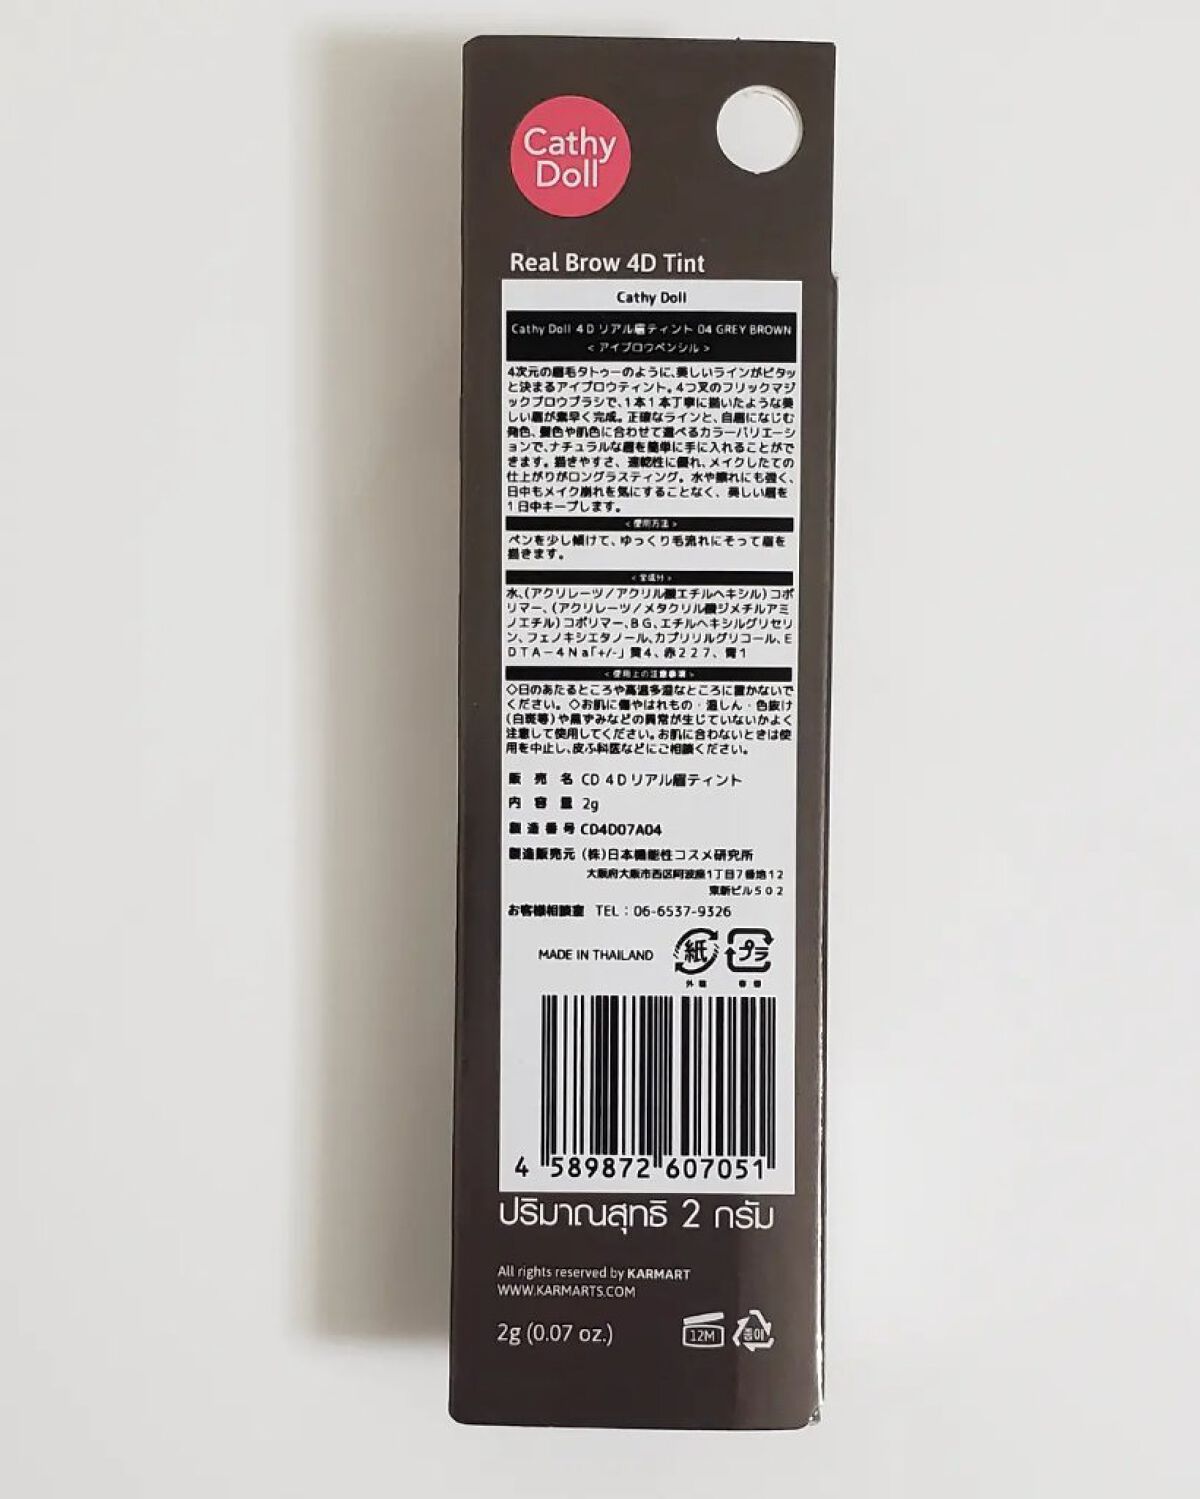 Cathy
Doll
Real Brow 4D Tint
Cathy Doll
Cathy Doll 4Dリアル眉ティント 04 GREY BROWN
＜アイブロウペンシル＞
4次元の眉毛タトゥーのように、美しいラインがピタッ
と決まるアイブロウティント。4つ叉のフリックマジ
ックブロウブラシで、1本1本丁寧に描いたような美
しい眉が素早く完成。正確なラインと、自眉になじむ
発色、髪色や肌色に合わせて選べるカラーバリエーシ
ョンで、ナチュラルな眉を簡単に手に入れることがで
きます。描きやすさ、速乾性に優れ、メイクしたての
仕上がりがロングラスティング。水や擦れにも強く、
日中もメイク崩れを気にすることなく、美しい眉を
1日中キープします。
＜使用方法＞
ペンを少し傾けて、ゆっくり毛流れにそって眉を
描きます。
＜全成分＞
水、(アクリレーツ/アクリル酸エチルヘキシル)コポ
リマー、(アクリレーツ/メタクリル酸ジメチルアミ
ノエチル)コポリマー、BG、エチルヘキシルグリセリ
ン、フェノキシエタノール、カプリリルグリコール、E
DTA－4Na「+/-」黄4、赤227、青1
＜使用上の注意事項＞
◇日のあたるところや高温多湿なところに置かないで
ください。◇お肌に傷やはれもの・湿しん・色抜け
(白斑等)や黒ずみなどの異常が生じていないかよく
注意して使用してください。お肌に合わないときは使
用を中止し、皮ふ科医などにご相談ください。
販売名 CD 4Dリアル眉ティント
内容量 2g
製造番号 CD4D07A04
製造販売元 (株)日本機能性コスメ研究所
大阪府大阪市西区阿波座1丁目7番地12
東新ビル502
お客様相談室 TEL：06-6537-9326
MADE IN THAILAND 紙 プラ
外箱 容器
4 589872 607051
ปริมาณสุทธิ 2 กรัม
All rights reserved by KARMART
WWW.KARMARTS.COM
2g (0.07 oz.) 12M 종이